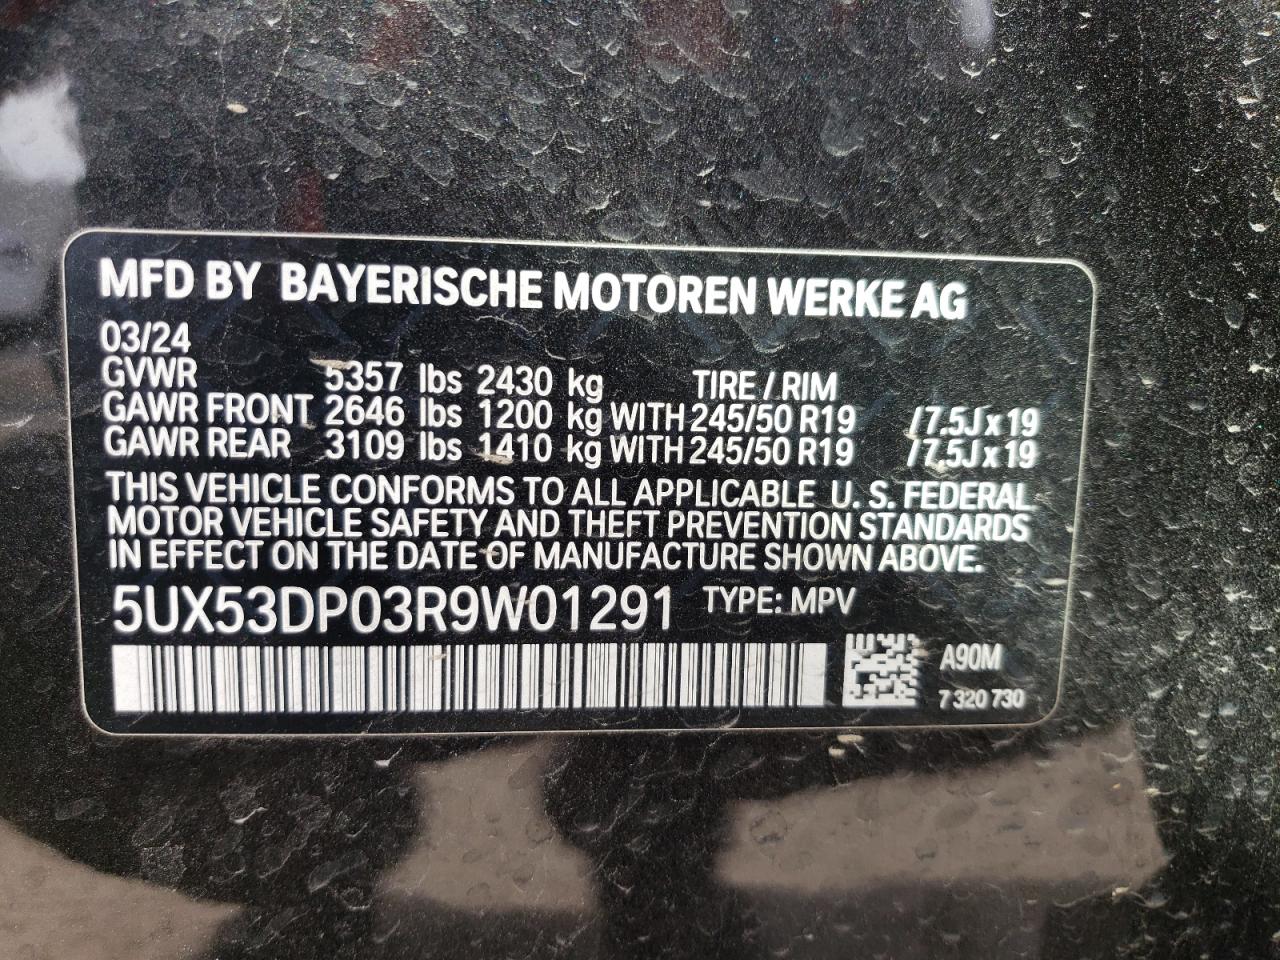 MFD BY BAYERISCHE MOTOREN WERKE AG
03/24
GVWR 5357 lbs 2430 kg TIRE / RIM
GAWR FRONT 2646 lbs 1200 kg WITH 245/50 R19 /7.5J x 19
GAWR REAR 3109 lbs 1410 kg WITH 245/50 R19 /7.5J x 19
THIS VEHICLE CONFORMS TO ALL APPLICABLE U. S. FEDERAL
MOTOR VEHICLE SAFETY AND THEFT PREVENTION STANDARDS
IN EFFECT ON THE DATE OF MANUFACTURE SHOWN ABOVE.
5UX53DP03R9W01291 TYPE: MPV
A90M
7 320 730